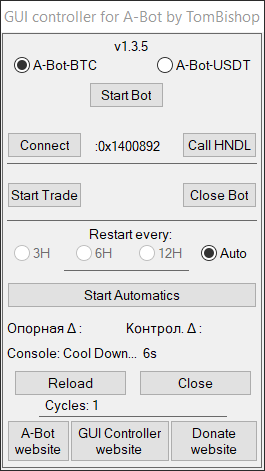 GUI controller for A-Bot by TomBishop
v1.3.5
A-Bot-BTC A-Bot-USDT
Start Bot
Connect :0x1400892 Call HNDL
Start Trade Close Bot
Restart every:
3H 6H 12H Auto
Start Automatics
Опорная Δ : Контрол. Δ :
Console: Cool Down... 6s
Reload Close
Cycles: 1
A-Bot website GUI Controller website Donate website